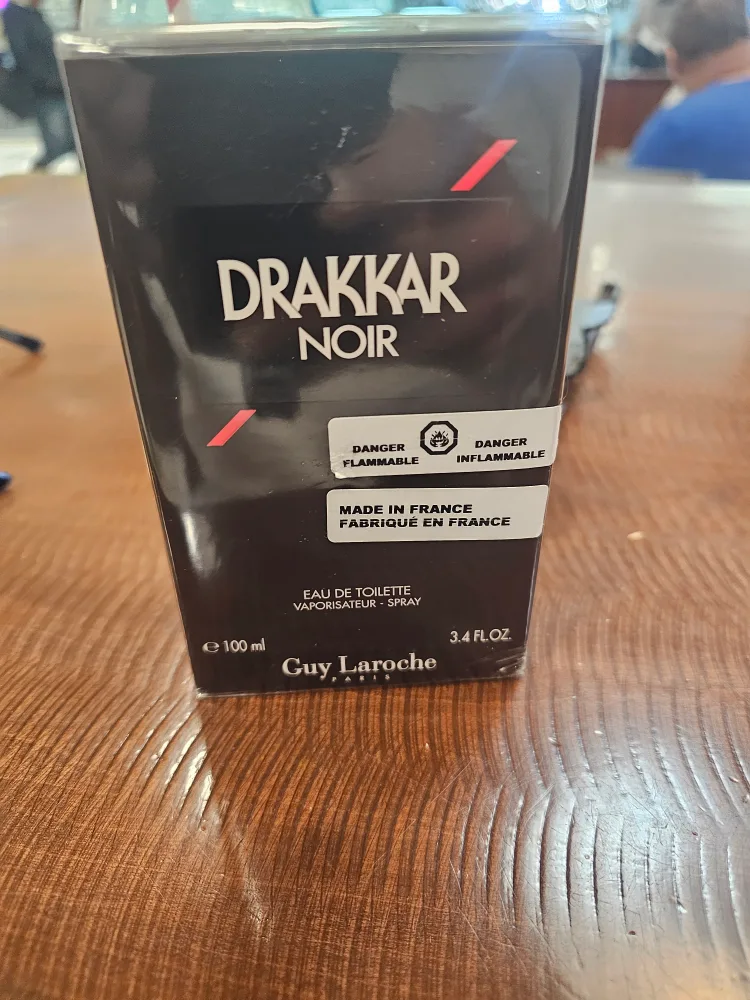 DRAKKAR
NOIR
DANGER
FLAMMABLE
DANGER
INFLAMMABLE
MADE IN FRANCE
FABRIQUÉ EN FRANCE
EAU DE TOILETTE
VAPORISATEUR - SPRAY
℮ 100 ml
3.4 FL.OZ.
Guy Laroche
PARIS